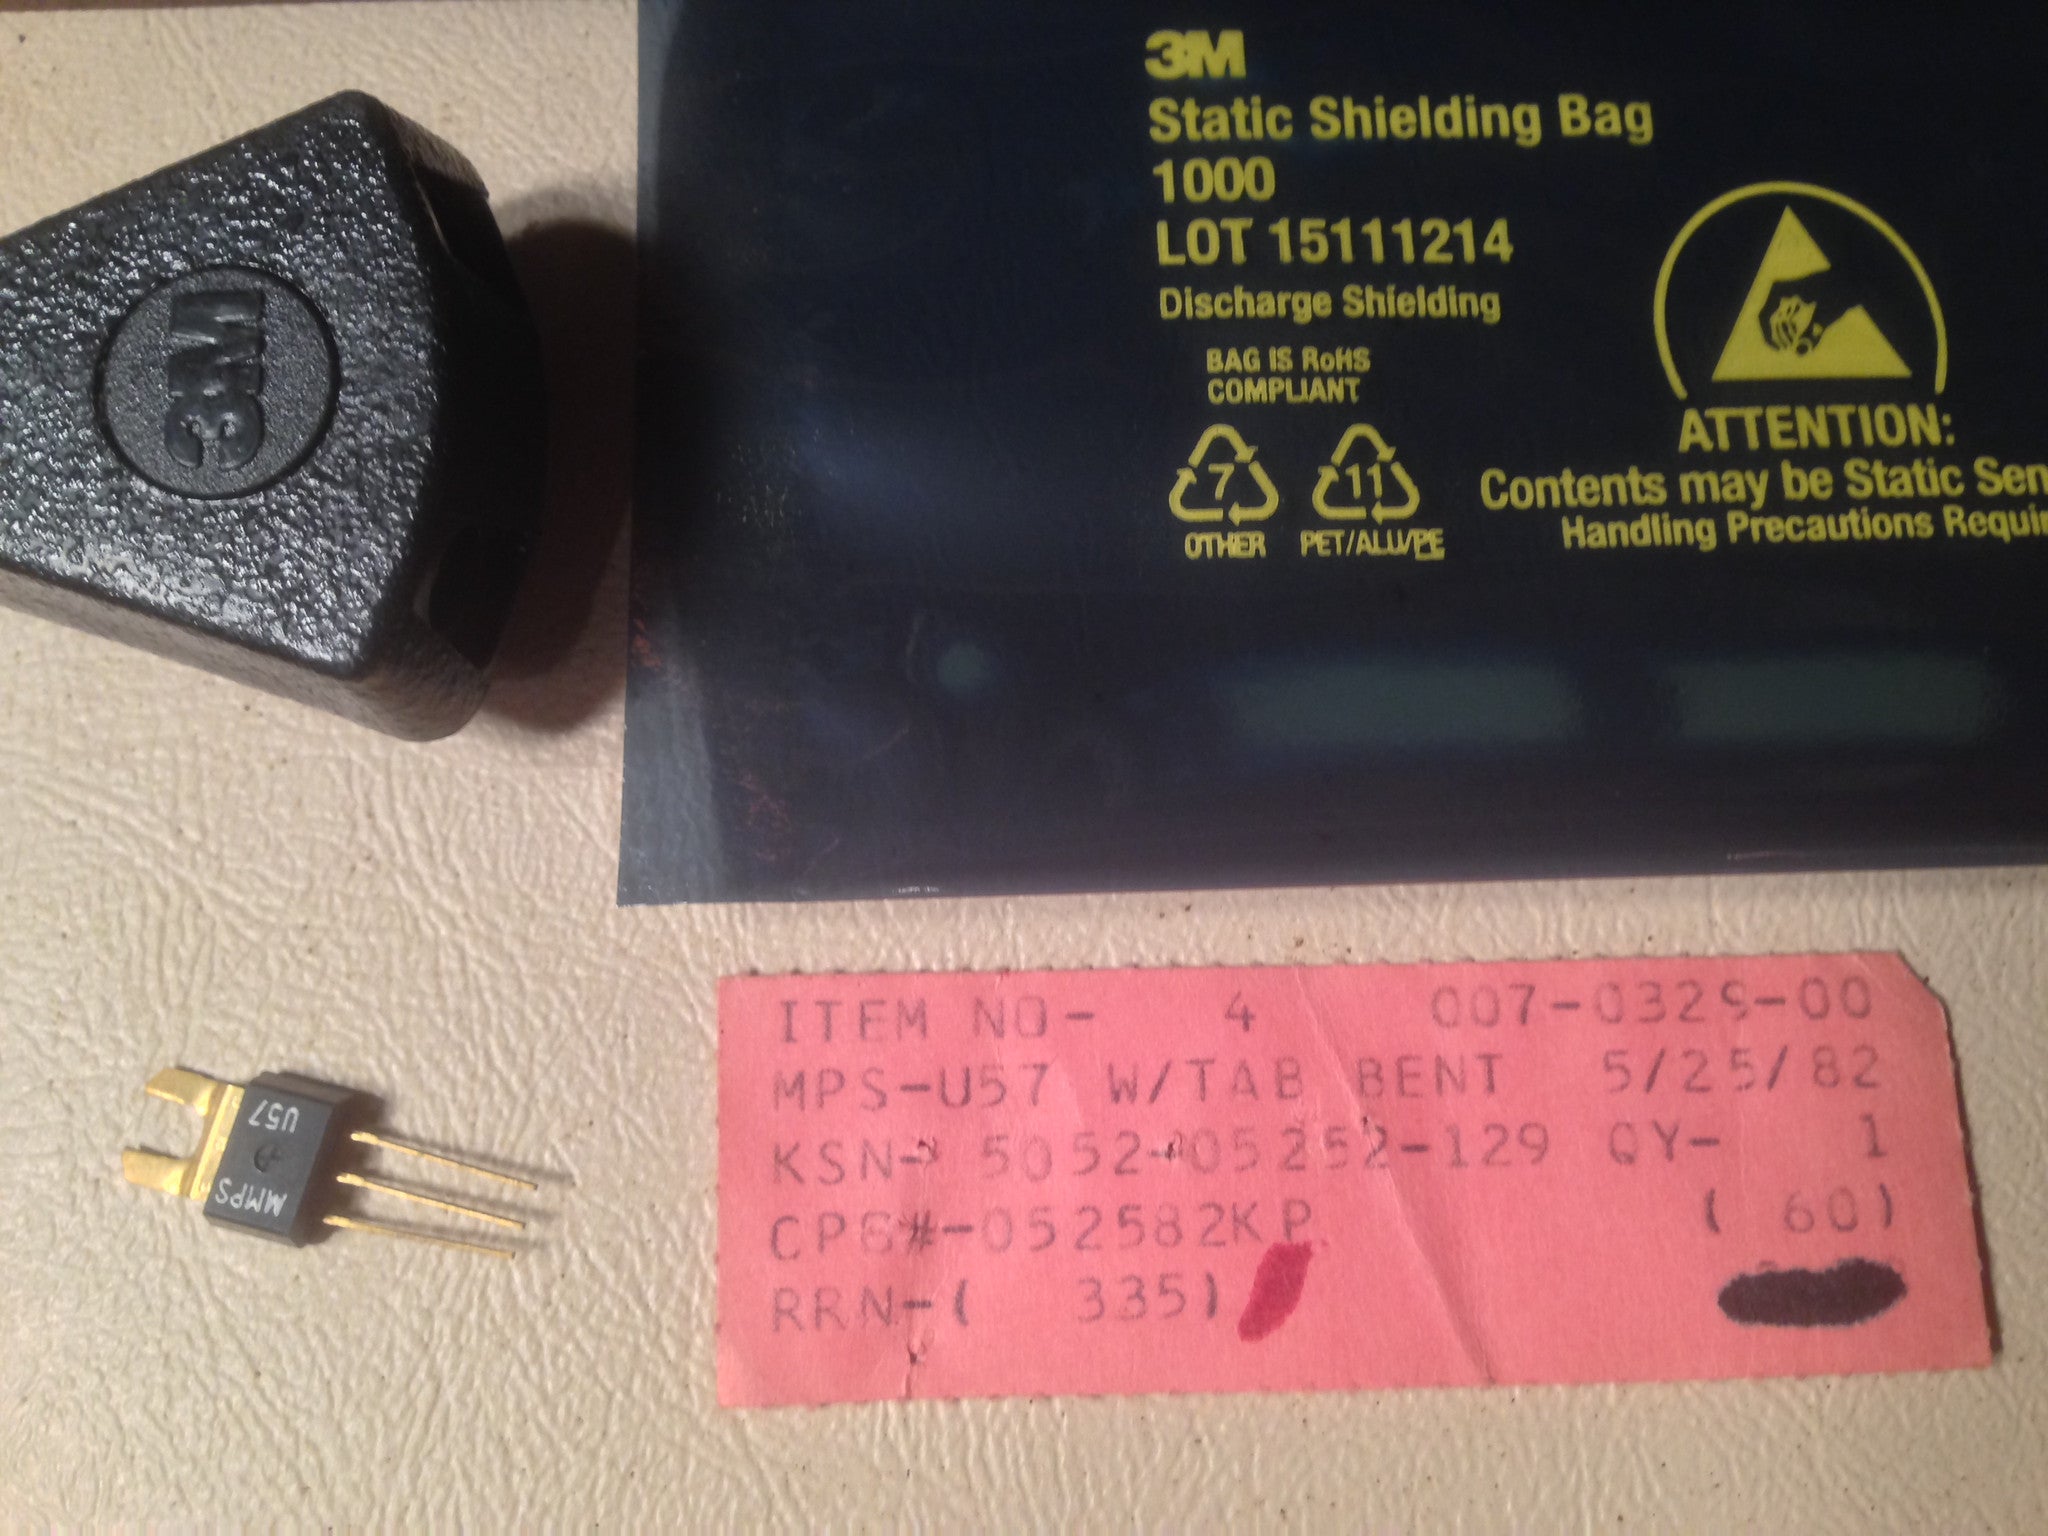 3M
3M
Static Shielding Bag
1000
LOT 15111214
Discharge Shielding
BAG IS RoHS
COMPLIANT
7
11
OTHER
PET/ALU/PE
ATTENTION:
Contents may be Static Sen
Handling Precautions Requir
MMPS
U57
ITEM NO- 4 007-0329-00
MPS-U57 W/TAB BENT 5/25/82
KSN- 5052-05252-129 QY- 1
052582KP
( 60)
RRN-( 335)